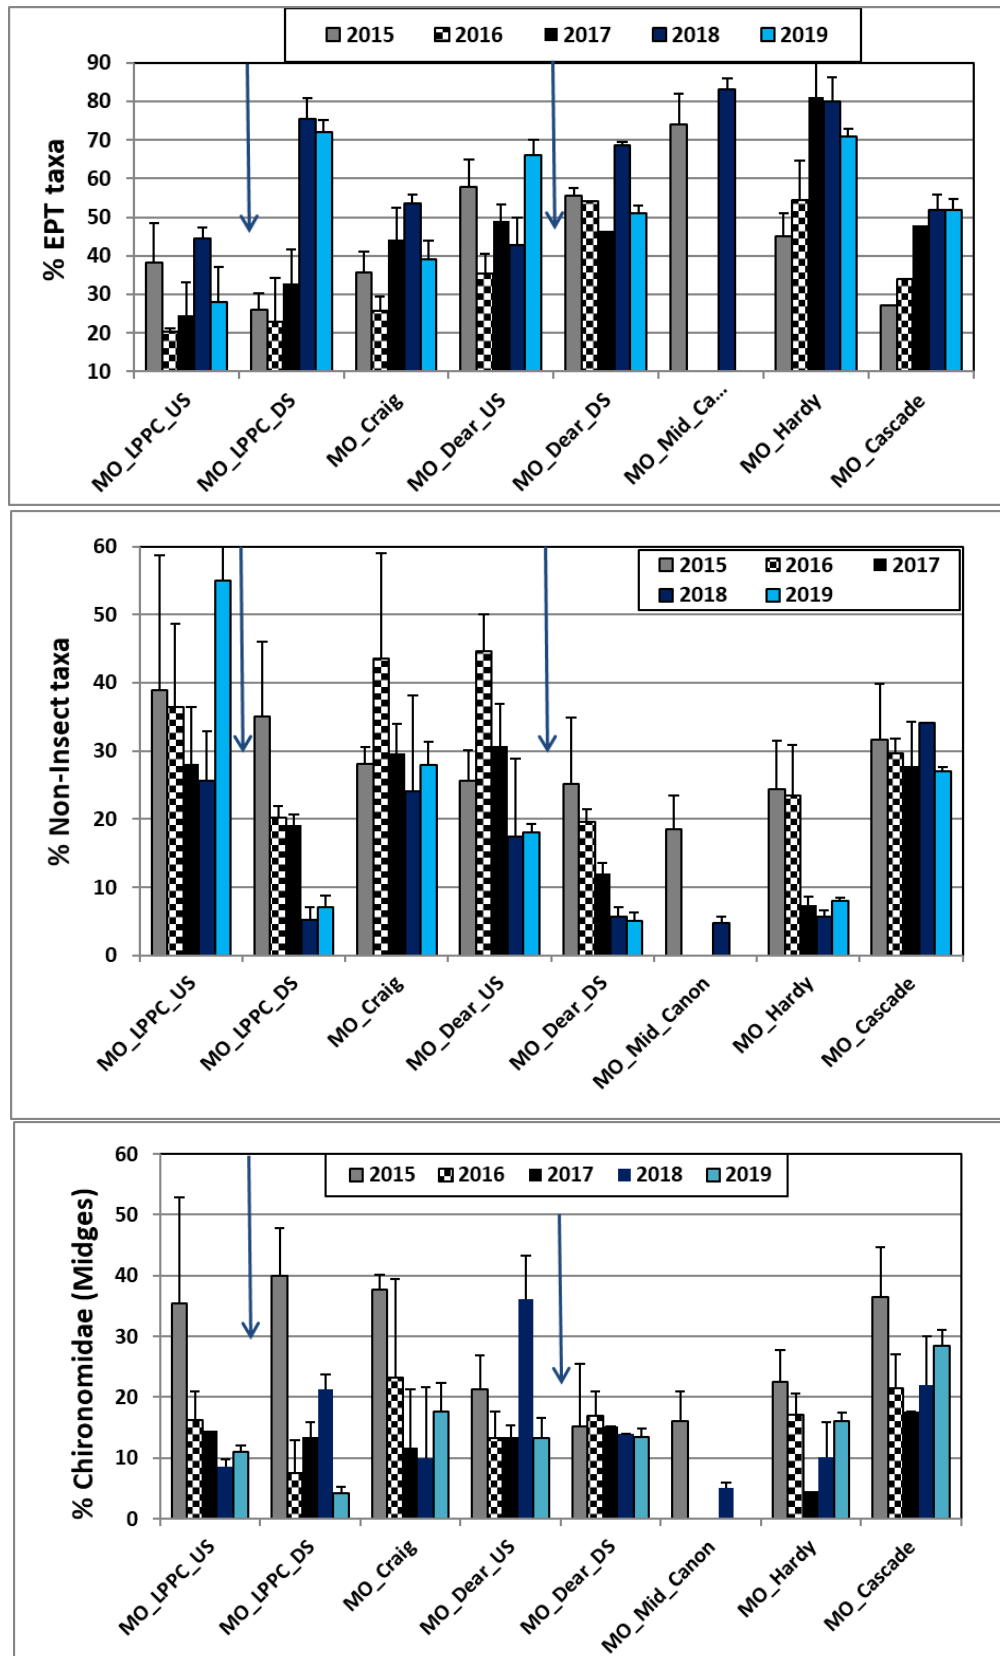 2015 2016 2017 2018 2019
% EPT taxa
90
80
70
60
50
40
30
20
10
MO_LPPC_US
MO_LPPC_DS
MO_Craig
MO_Dear_US
MO_Dear_DS
MO_Mid_Ca...
MO_Hardy
MO_Cascade
2015 2016 2017
2018 2019
% Non-Insect taxa
60
50
40
30
20
10
0
MO_LPPC_US
MO_LPPC_DS
MO_Craig
MO_Dear_US
MO_Dear_DS
MO_Mid_Canon
MO_Hardy
MO_Cascade
2015 2016 2017 2018 2019
% Chironomidae (Midges)
60
50
40
30
20
10
0
MO_LPPC_US
MO_LPPC_DS
MO_Craig
MO_Dear_US
MO_Dear_DS
MO_Mid_Canon
MO_Hardy
MO_Cascade